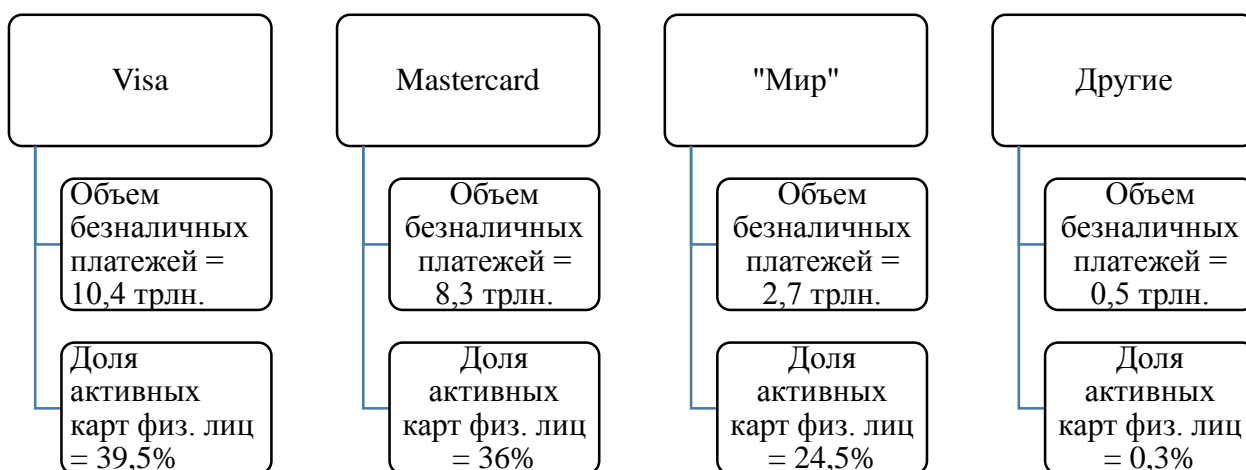 Visa
Mastercard
"Мир"
Другие
Объем
безналичных
платежей =
10,4 трлн.
Объем
безналичных
платежей =
8,3 трлн.
Объем
безналичных
платежей =
2,7 трлн.
Объем
безналичных
платежей =
0,5 трлн.
Доля
активных
карт физ. лиц
= 39,5%
Доля
активных
карт физ. лиц
= 36%
Доля
активных
карт физ. лиц
= 24,5%
Доля
активных
карт физ. лиц
= 0,3%